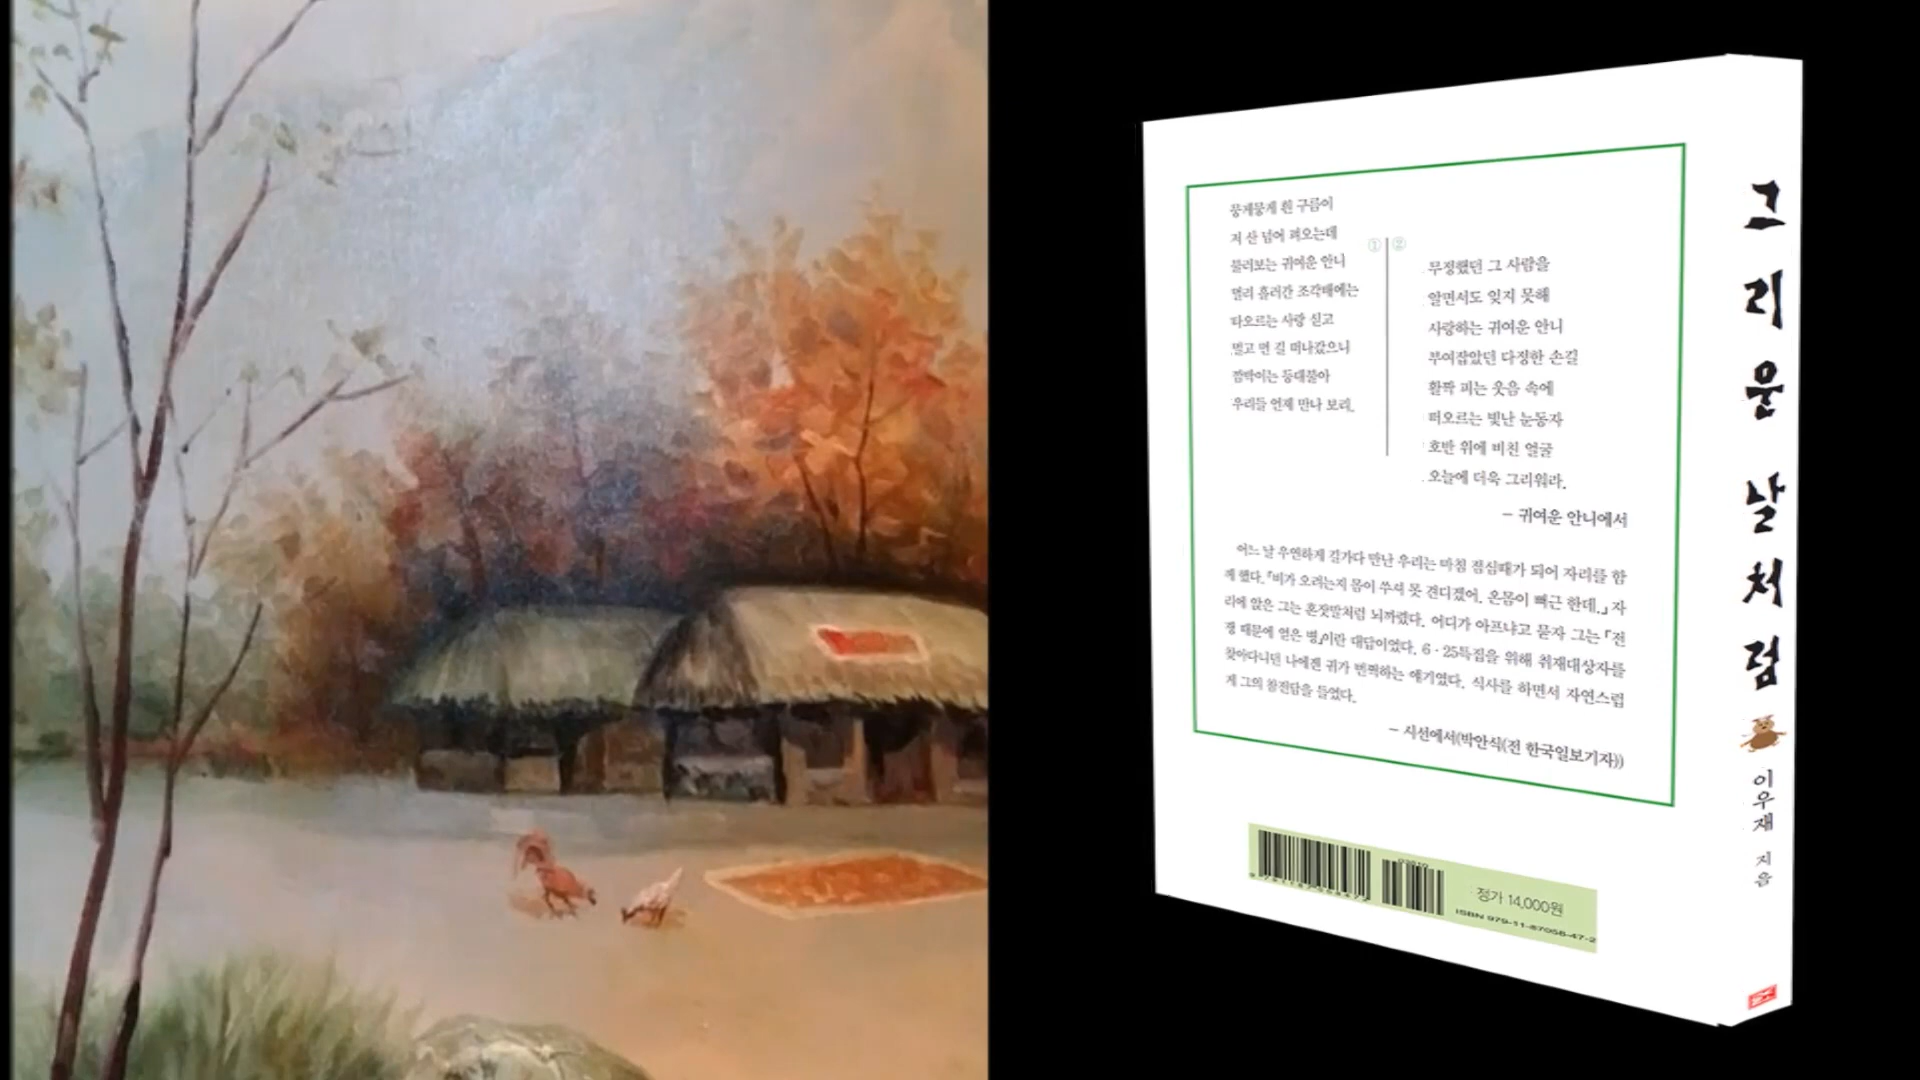 뭉게뭉게 흰 구름이
저 산 넘어 펴오는데
불러보는 귀여운 안니
멀리 흘러간 조각배에는
타오르는 사랑 싣고
멀고 먼 길 떠나갔으니
깜박이는 등대불아
우리들 언제 만나 보리.
① ②
무정했던 그 사람을
알면서도 잊지 못해
사랑하는 귀여운 안니
부여잡았던 다정한 손길
활짝 피는 웃음 속에
떠오르는 빛난 눈동자
호반 위에 비친 얼굴
오늘에 더욱 그리워라.
- 귀여운 안니에서
어느 날 우연하게 길가다 만난 우리는 마침 점심때가 되어 자리를 함
께 했다.「비가 오려는지 몸이 쑤셔 못 견디겠어. 온몸이 뻐근 한데.」자
리에 앉은 그는 혼잣말처럼 뇌까렸다. 어디가 아프냐고 묻자 그는「전
쟁 때문에 얻은 병」이란 대답이었다. 6 · 25특집을 위해 취재대상자를
찾아다니던 나에겐 귀가 번쩍하는 얘기였다. 식사를 하면서 자연스럽
게 그의 참전담을 들었다.
- 시선에서(박안식(전 한국일보기자))
정가 14,000원
ISBN 979-11-87058-47-2
그리운 날처럼
이우재 지음